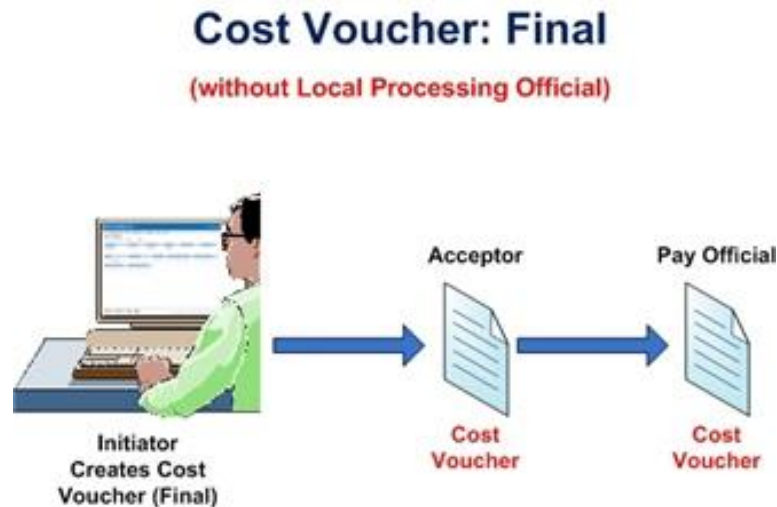 Cost Voucher: Final
(without Local Processing Official)
Acceptor
Pay Official
Cost
Voucher
Cost
Voucher
Initiator
Creates Cost
Voucher (Final)